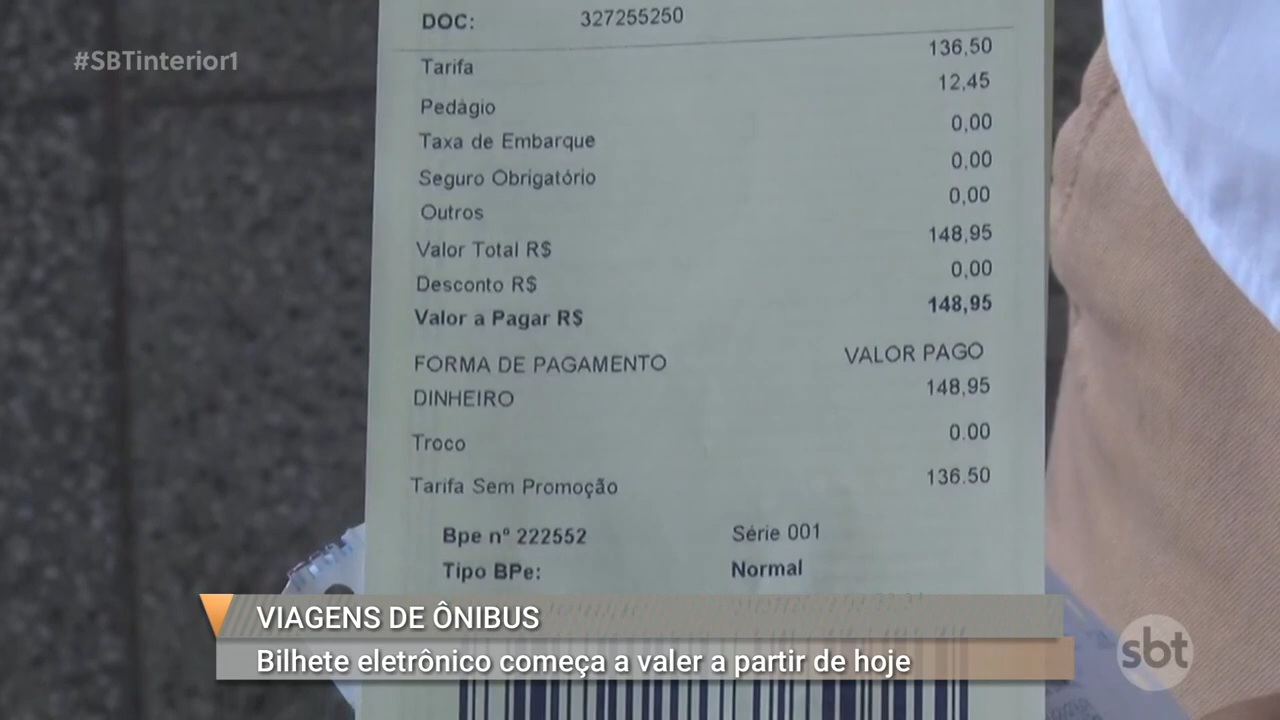 #SBTinterior1
DOC: 327255250
Tarifa 136,50
Pedágio 12,45
Taxa de Embarque 0,00
Seguro Obrigatório 0,00
Outros 0,00
Valor Total R$ 148,95
Desconto R$ 0,00
Valor a Pagar R$ 148,95
FORMA DE PAGAMENTO VALOR PAGO
DINHEIRO 148,95
Troco 0.00
Tarifa Sem Promoção 136.50
Bpe nº 222552 Série 001
Tipo BPe: Normal
VIAGENS DE ÔNIBUS
Bilhete eletrônico começa a valer a partir de hoje
sbt